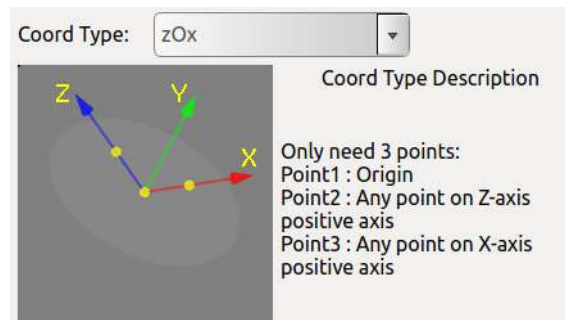 Coord Type: zOx
Coord Type Description
Z Y
X
Only need 3 points:
Point1 : Origin
Point2 : Any point on Z-axis
positive axis
Point3 : Any point on X-axis
positive axis